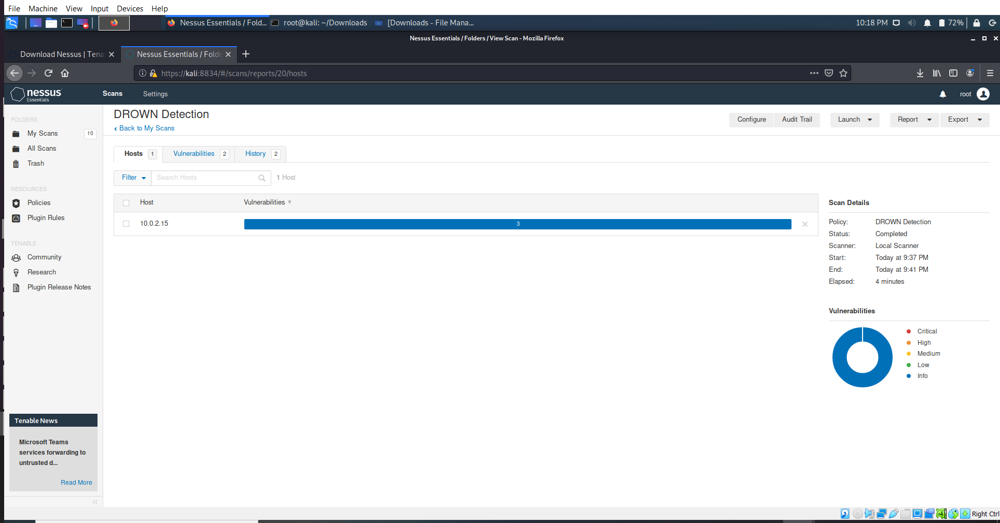 File Machine View Input Devices Help
Nessus Essentials / Fold... root@kali: ~/Downloads [Downloads - File Mana... 10:18 PM 72%
Nessus Essentials / Folders / View Scan - Mozilla Firefox
Download Nessus | Tena Nessus Essentials / Folde
https://kali:8834/#/scans/reports/20/hosts
nessus Essentials Scans Settings root
DROWN Detection
Back to My Scans
Configure Audit Trail Launch Report Export
FOLDERS
My Scans 10
All Scans
Trash
RESOURCES
Policies
Plugin Rules
TENABLE
Community
Research
Plugin Release Notes
Tenable News
Microsoft Teams
services forwarding to
untrusted d...
Read More
Hosts 1 Vulnerabilities 2 History 2
Filter Search Hosts 1 Host
Host Vulnerabilities
10.0.2.15 3
Scan Details
Policy: DROWN Detection
Status: Completed
Scanner: Local Scanner
Start: Today at 9:37 PM
End: Today at 9:41 PM
Elapsed: 4 minutes
Vulnerabilities
Critical
High
Medium
Low
Info
Right Ctrl